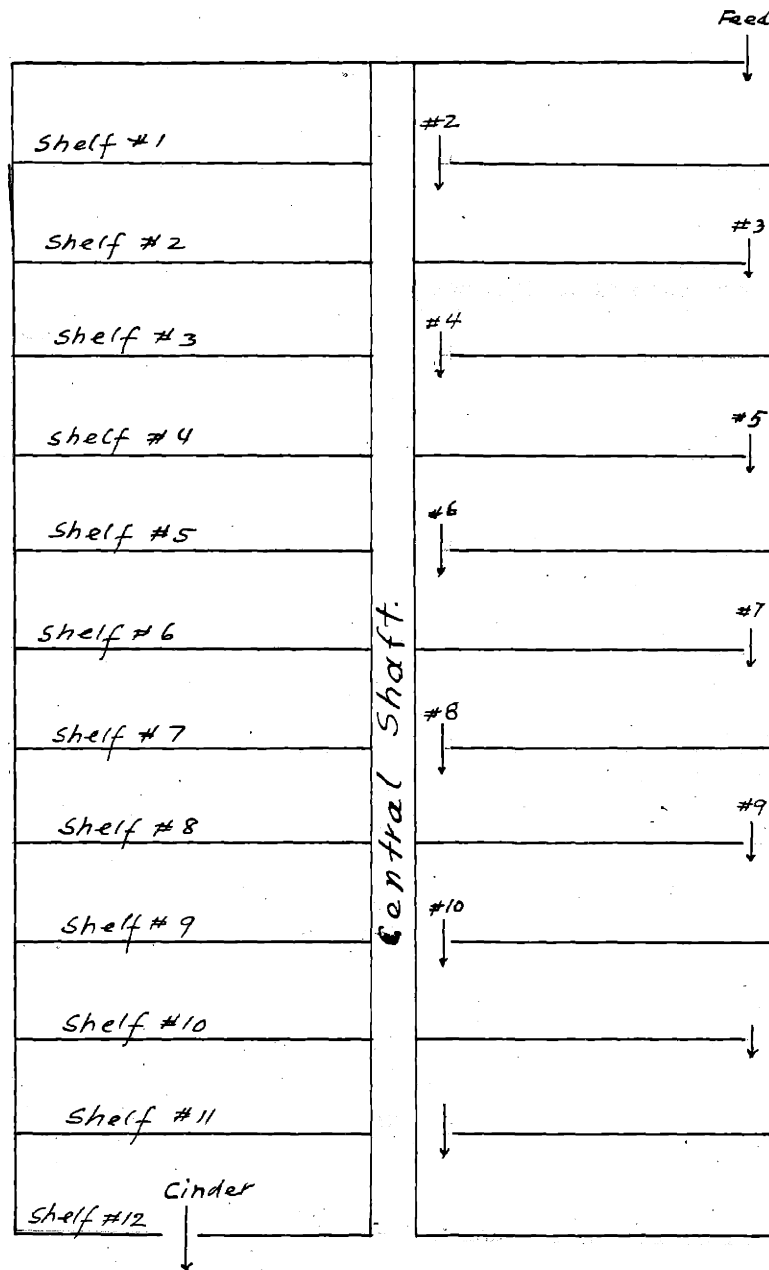 Feed
#2
Shelf #1
#3
Shelf #2
#4
Shelf #3
#5
Shelf #4
#6
Shelf #5
#7
Shelf #6
#8
Shelf #7
#9
Shelf #8
#10
Shelf #9
Shelf #10
Shelf #11
Cinder
Shelf #12
Central Shaft.